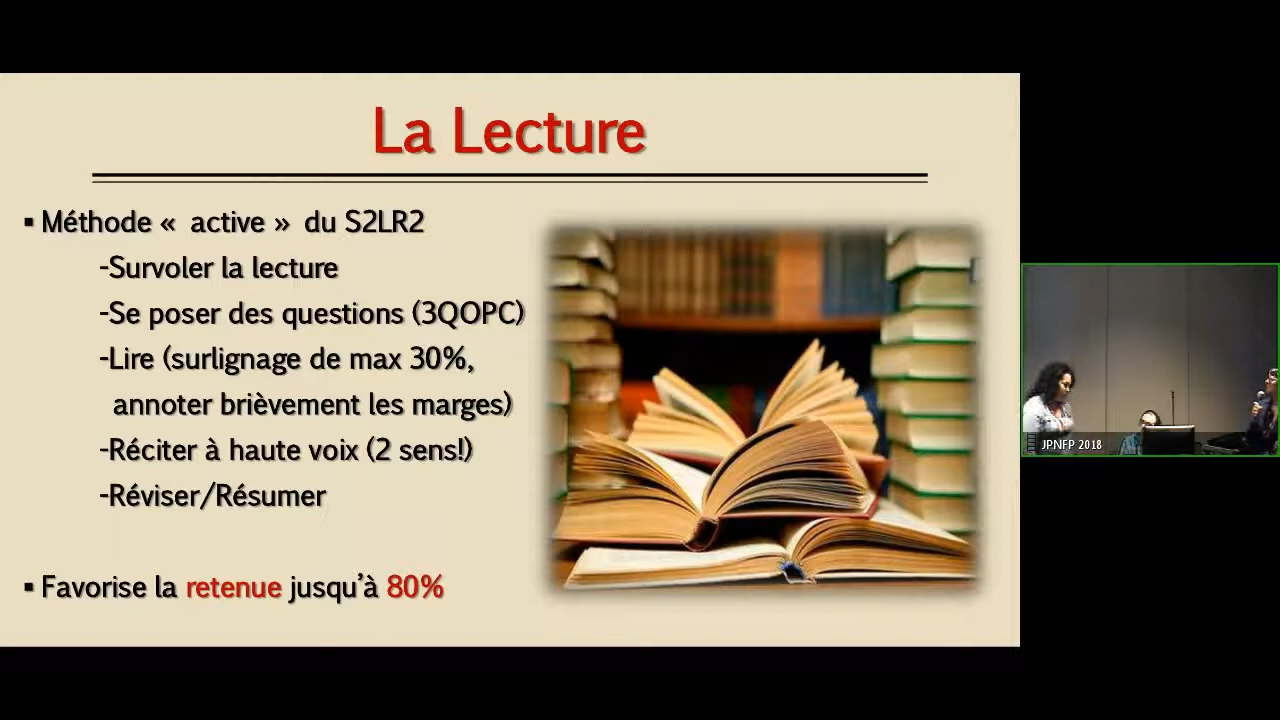 La Lecture
▪ Méthode « active » du S2LR2
-Survoler la lecture
-Se poser des questions (3QOPC)
-Lire (surlignage de max 30%,
annoter brièvement les marges)
-Réciter à haute voix (2 sens!)
-Réviser/Résumer
▪ Favorise la retenue jusqu'à 80%
JPNFP 2018